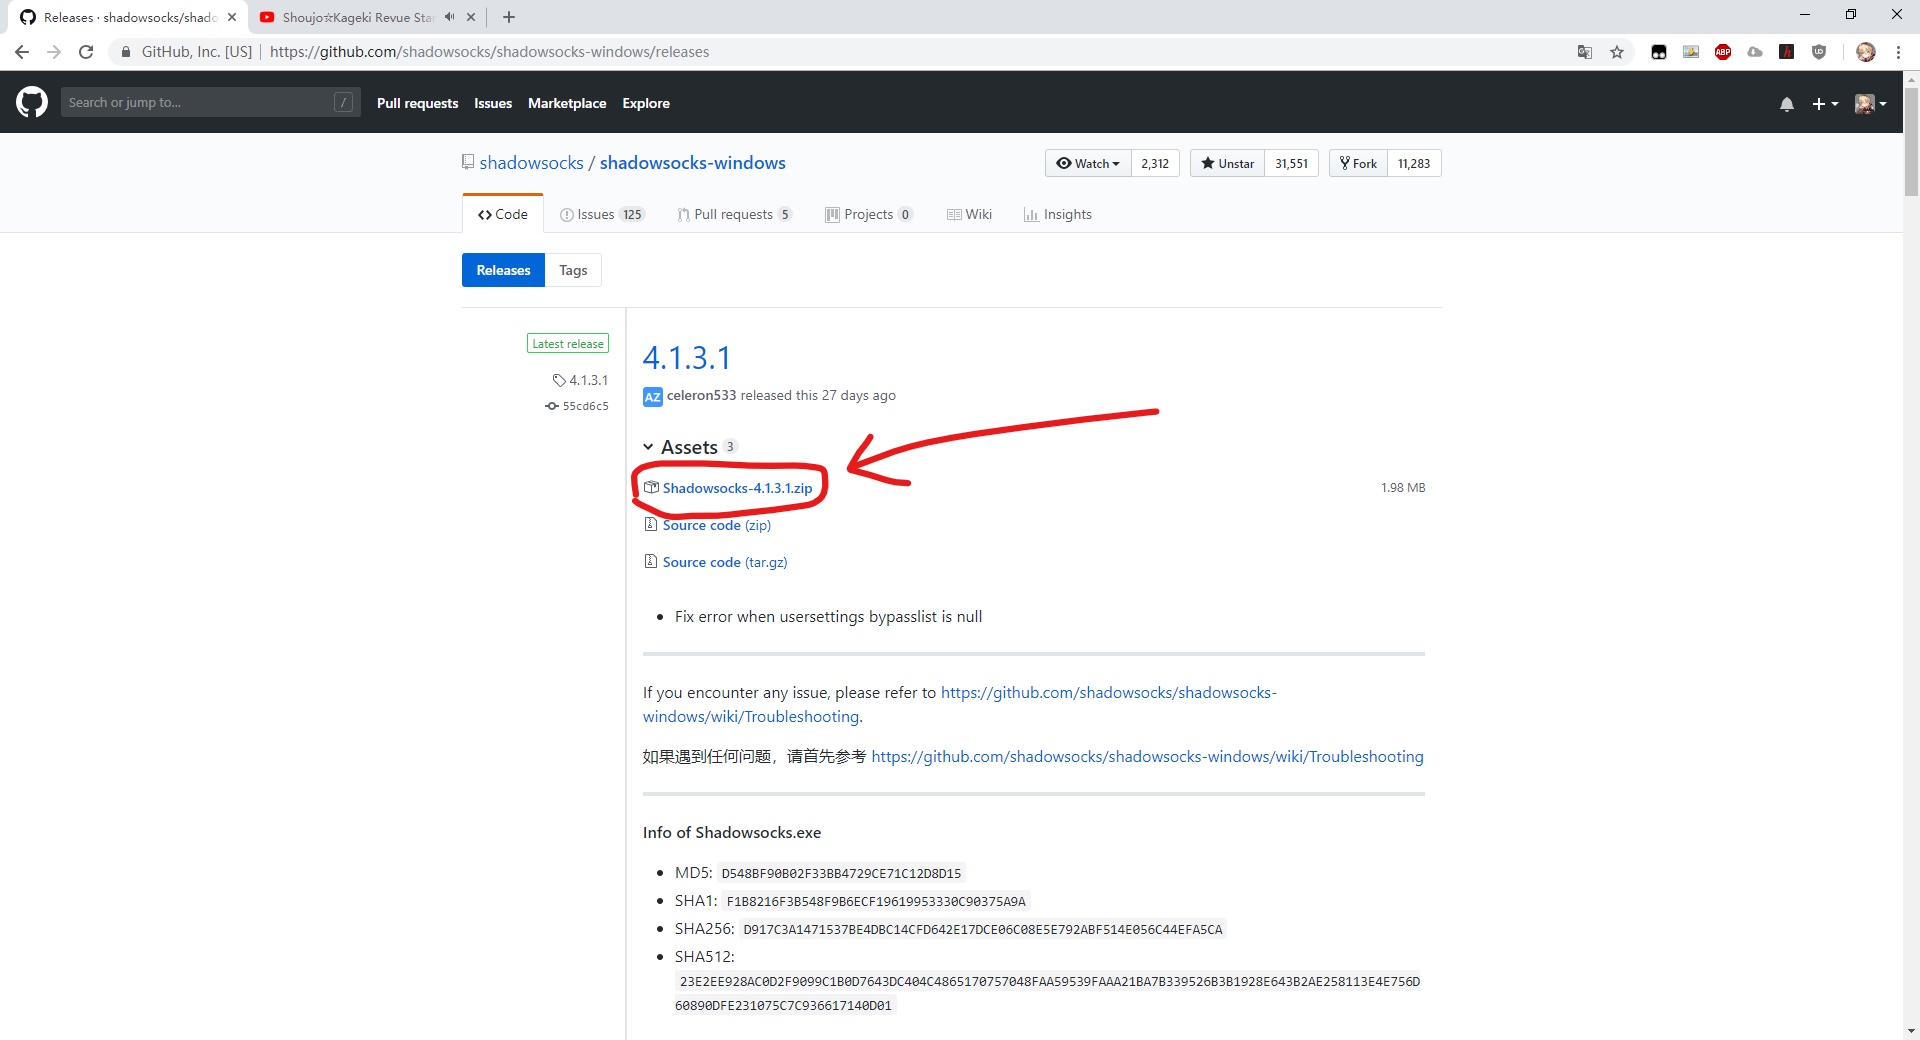 Releases · shadowsocks/shado
Shoujo☆Kageki Revue Star
GitHub, Inc. [US] | https://github.com/shadowsocks/shadowsocks-windows/releases
ABP
Search or jump to... /
Pull requests Issues Marketplace Explore
shadowsocks / shadowsocks-windows
Watch 2,312 Unstar 31,551 Fork 11,283
Code Issues 125 Pull requests 5 Projects 0 Wiki Insights
Releases Tags
Latest release
4.1.3.1
55cd6c5
4.1.3.1
AZ celeron533 released this 27 days ago
Assets 3
Shadowsocks-4.1.3.1.zip 1.98 MB
Source code (zip)
Source code (tar.gz)
• Fix error when usersettings bypasslist is null
If you encounter any issue, please refer to https://github.com/shadowsocks/shadowsocks-
windows/wiki/Troubleshooting.
如果遇到任何问题，请首先参考 https://github.com/shadowsocks/shadowsocks-windows/wiki/Troubleshooting
Info of Shadowsocks.exe
• MD5: D548BF90B02F33BB4729CE71C12D8D15
• SHA1: F1B8216F3B548F9B6ECF19619953330C90375A9A
• SHA256: D917C3A1471537BE4DBC14CFD642E17DCE06C08E5E792ABF514E056C44EFA5CA
• SHA512:
23E2EE928AC0D2F9099C1B0D7643DC404C4865170757048FAA59539FAAA21BA7B339526B3B1928E643B2AE258113E4E756D
60890DFE231075C7C936617140D01